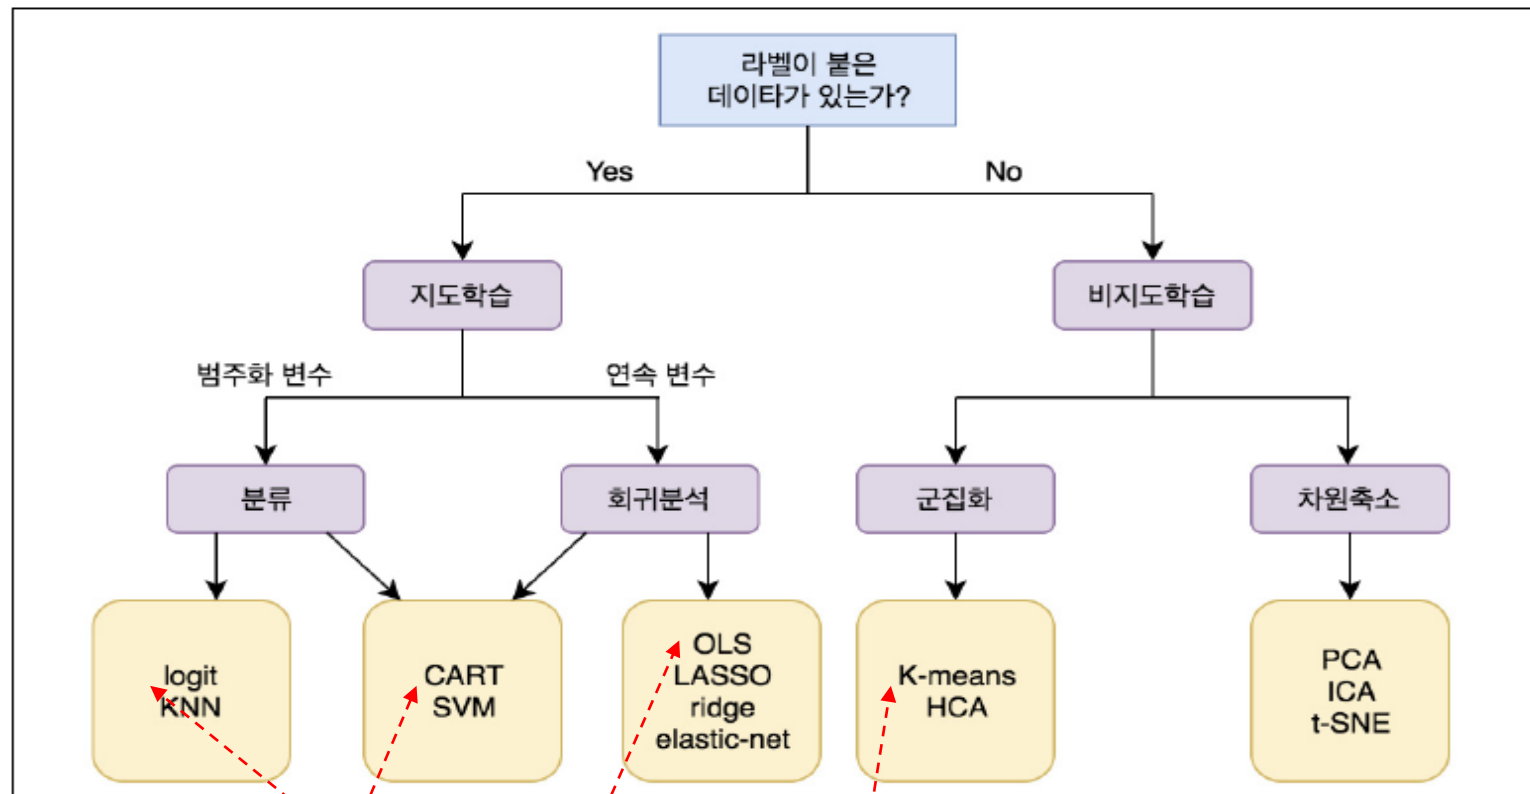 라벨이 붙은
데이타가 있는가?
Yes
No
지도학습
비지도학습
범주화 변수
연속 변수
분류
회귀분석
군집화
차원축소
logit
KNN
CART
SVM
OLS
LASSO
ridge
elastic-net
K-means
HCA
PCA
ICA
t-SNE